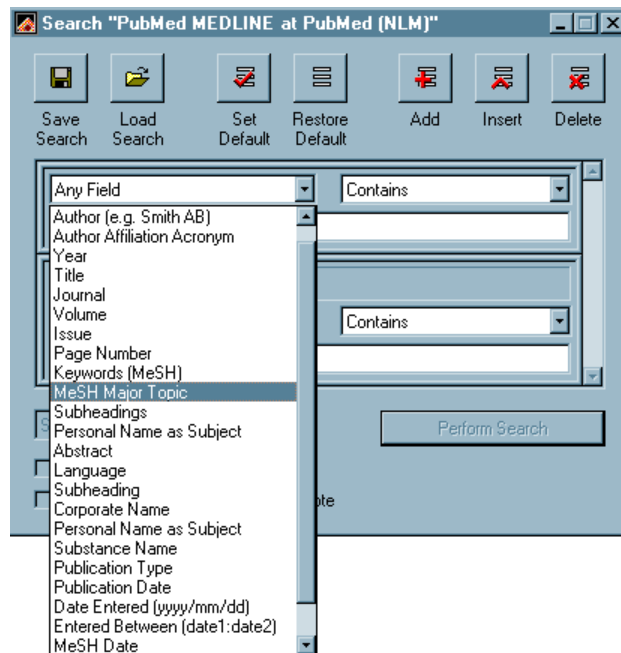 Search "PubMed MEDLINE at PubMed (NLM)"
Save Search
Load Search
Set Default
Restore Default
Add
Insert
Delete
Any Field
Contains
Author (e.g. Smith AB)
Author Affiliation Acronym
Year
Title
Journal
Volume
Contains
Issue
Page Number
Keywords (MeSH)
MeSH Major Topic
Subheadings
Perform Search
Personal Name as Subject
Abstract
Language
Subheading
Corporate Name
Personal Name as Subject
Substance Name
Publication Type
Publication Date
Date Entered (yyyy/mm/dd)
Entered Between (date1:date2)
MeSH Date